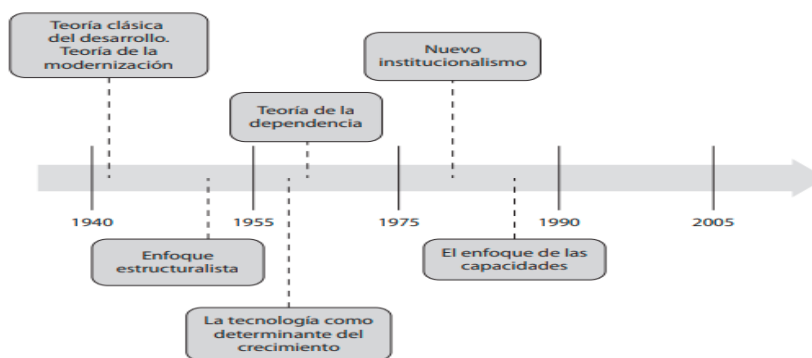 Teoría clásica
del desarrollo.
Teoría de la
modernización
Nuevo
institucionalismo
Teoría de la
dependencia
1940
1955
1975
1990
2005
Enfoque
estructuralista
El enfoque de las
capacidades
La tecnología como
determinante del
crecimiento